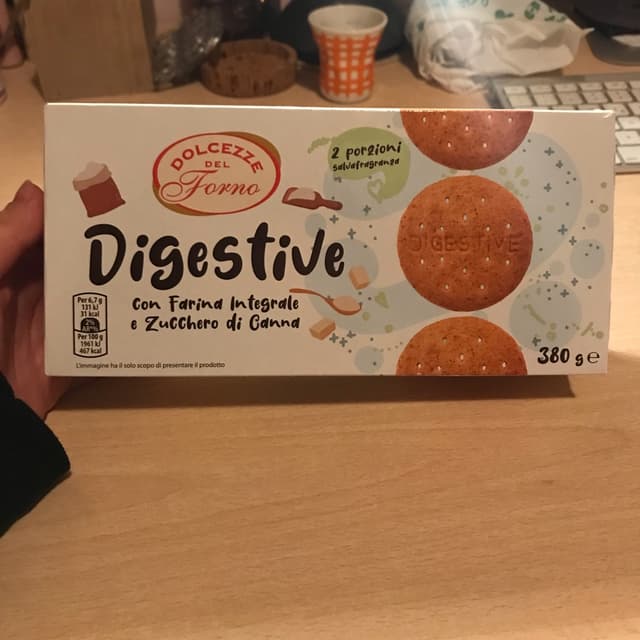 DOLCEZZE
DEL
Forno
2 porzioni
salvafragranza
Digestive
con Farina Integrale
e Zucchero di Canna
DIGESTIVE
Per 6,7 g
131 kJ
31 kcal
2%
Per 100 g
1961 kJ
467 kcal
L'immagine ha il solo scopo di presentare il prodotto
380 g e